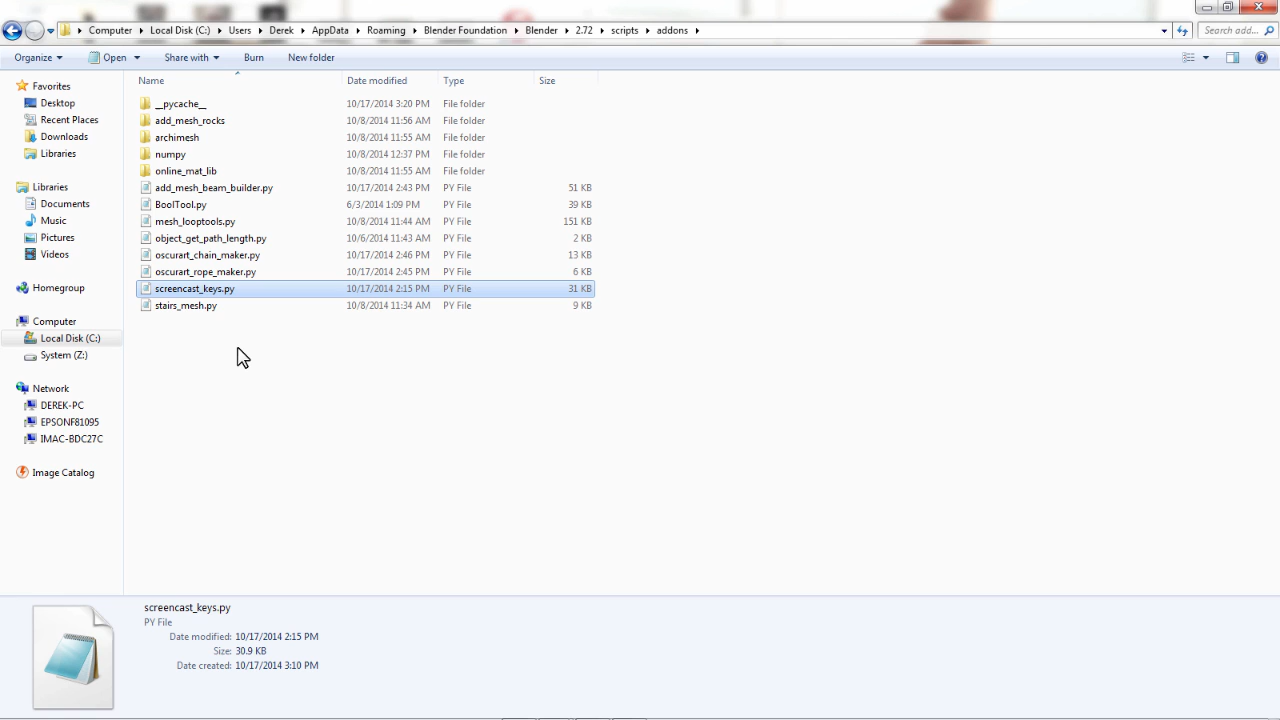 Computer Local Disk (C:) Users Derek AppData Roaming Blender Foundation Blender 2.72 scripts addons Search add...
Organize Open Share with Burn New folder
Name Date modified Type Size
Favorites
Desktop
Recent Places
Downloads
Libraries
Libraries
Documents
Music
Pictures
Videos
Homegroup
Computer
Local Disk (C:)
System (Z:)
Network
DEREK-PC
EPSONF81095
IMAC-BDC27C
Image Catalog
__pycache__ 10/17/2014 3:20 PM File folder
add_mesh_rocks 10/8/2014 11:56 AM File folder
archimesh 10/8/2014 11:55 AM File folder
numpy 10/8/2014 12:37 PM File folder
online_mat_lib 10/8/2014 11:55 AM File folder
add_mesh_beam_builder.py 10/17/2014 2:43 PM PY File 51 KB
BoolTool.py 6/3/2014 1:09 PM PY File 39 KB
mesh_looptools.py 10/8/2014 11:44 AM PY File 151 KB
object_get_path_length.py 10/6/2014 11:43 AM PY File 2 KB
oscurart_chain_maker.py 10/17/2014 2:46 PM PY File 13 KB
oscurart_rope_maker.py 10/17/2014 2:45 PM PY File 6 KB
screencast_keys.py 10/17/2014 2:15 PM PY File 31 KB
stairs_mesh.py 10/8/2014 11:34 AM PY File 9 KB
screencast_keys.py
PY File
Date modified: 10/17/2014 2:15 PM
Size: 30.9 KB
Date created: 10/17/2014 3:10 PM